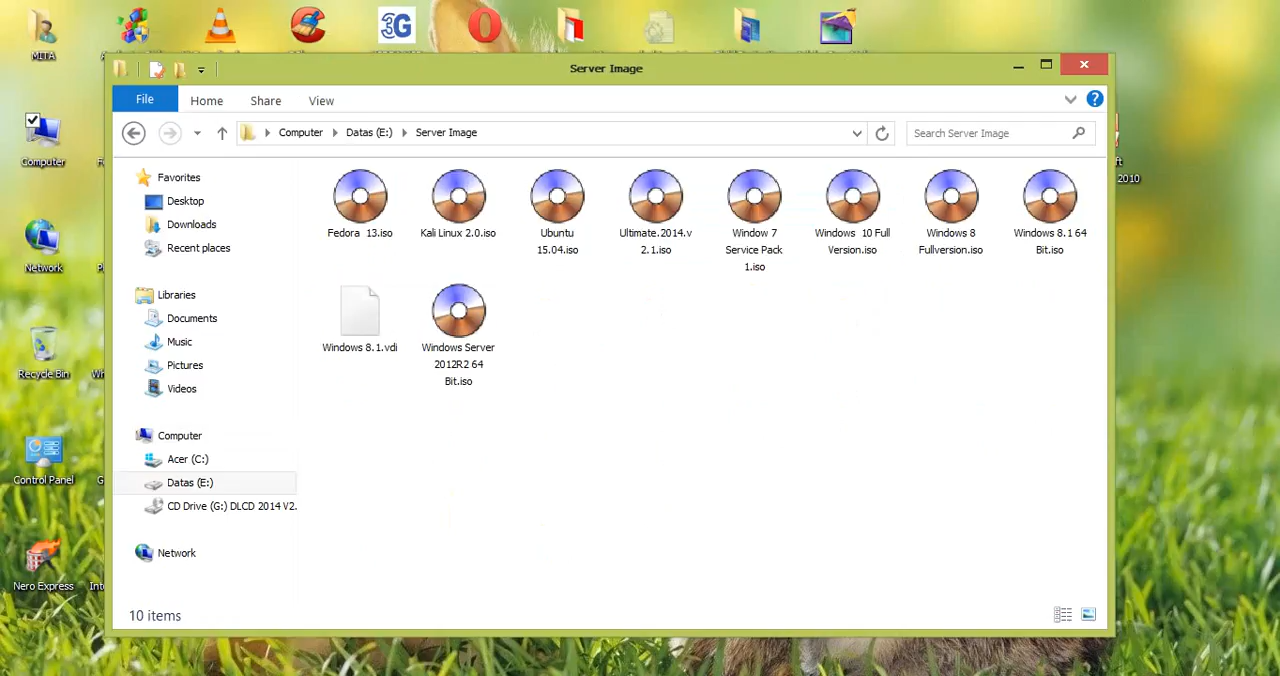 3G
MITA
Server Image
File
Home
Share
View
Computer
Datas (E:)
Server Image
Search Server Image
Computer
2010
Favorites
Desktop
Downloads
Recent places
Libraries
Documents
Music
Pictures
Videos
Computer
Acer (C:)
Datas (E:)
CD Drive (G:) DLCD 2014 V2.
Network
Fedora 13.iso
Kali Linux 2.0.iso
Ubuntu
15.04.iso
Ultimate.2014.v
2.1.iso
Window 7
Service Pack
1.iso
Windows 10 Full
Version.iso
Windows 8
Fullversion.iso
Windows 8.1 64
Bit.iso
Windows 8.1.vdi
Windows Server
2012R2 64
Bit.iso
Network
Recycle Bin
Control Panel
Nero Express
10 items